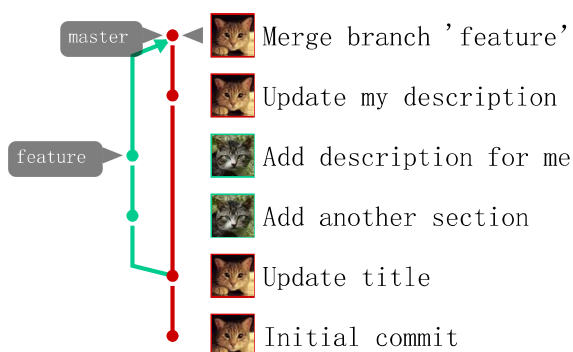 master
Merge branch 'feature'
Update my description
feature
Add description for me
Add another section
Update title
Initial commit